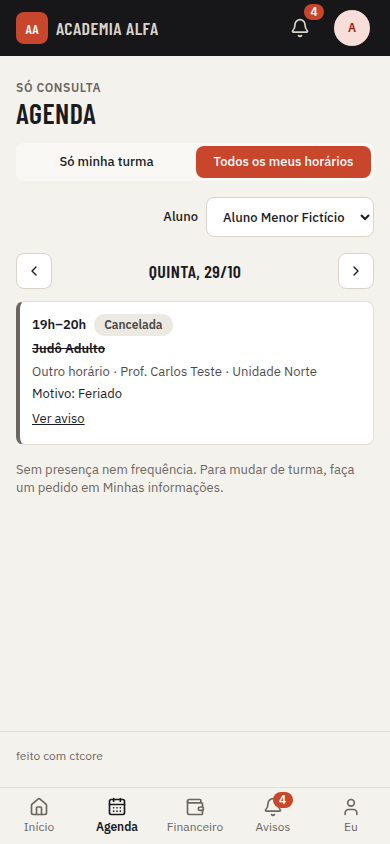 AA ACADEMIA ALFA 4 A
SÓ CONSULTA
AGENDA
Só minha turma Todos os meus horários
Aluno Aluno Menor Fictício
QUINTA, 29/10
19h–20h Cancelada
Judô Adulto
Outro horário · Prof. Carlos Teste · Unidade Norte
Motivo: Feriado
Ver aviso
Sem presença nem frequência. Para mudar de turma, faça
um pedido em Minhas informações.
feito com ctcore
4
Início Agenda Financeiro Avisos Eu